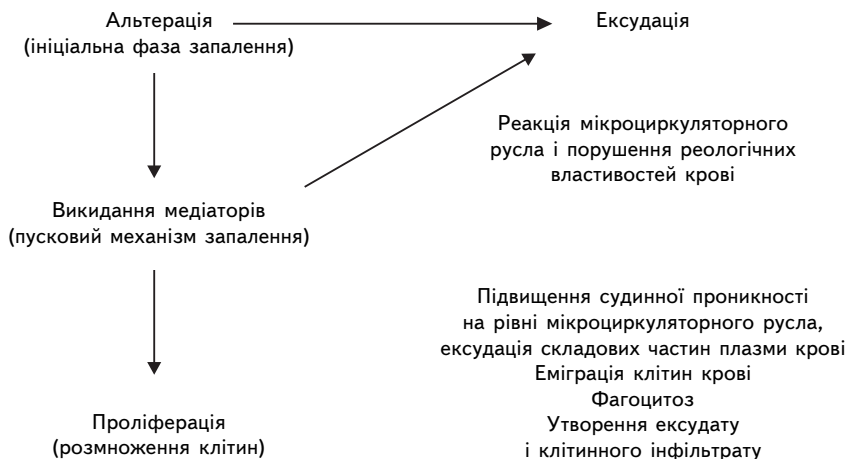 Альтерація
(ініціальна фаза запалення)
Ексудація
Реакція мікроциркуляторного
русла і порушення реологічних
властивостей крові
Викидання медіаторів
(пусковий механізм запалення)
Підвищення судинної проникності
на рівні мікроциркуляторного русла,
ексудація складових частин плазми крові
Еміграція клітин крові
Фагоцитоз
Утворення ексудату
і клітинного інфільтрату
Проліферація
(розмноження клітин)